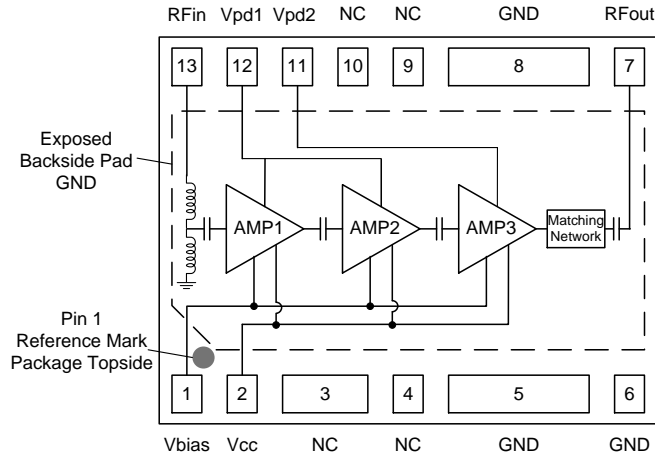 RFin Vpd1 Vpd2 NC NC GND RFout
13 12 11 10 9 8 7
Exposed
Backside Pad
GND
AMP1 AMP2 AMP3 Matching
Network
Pin 1
Reference Mark
Package Topside
1 2 3 4 5 6
Vbias Vcc NC NC GND GND